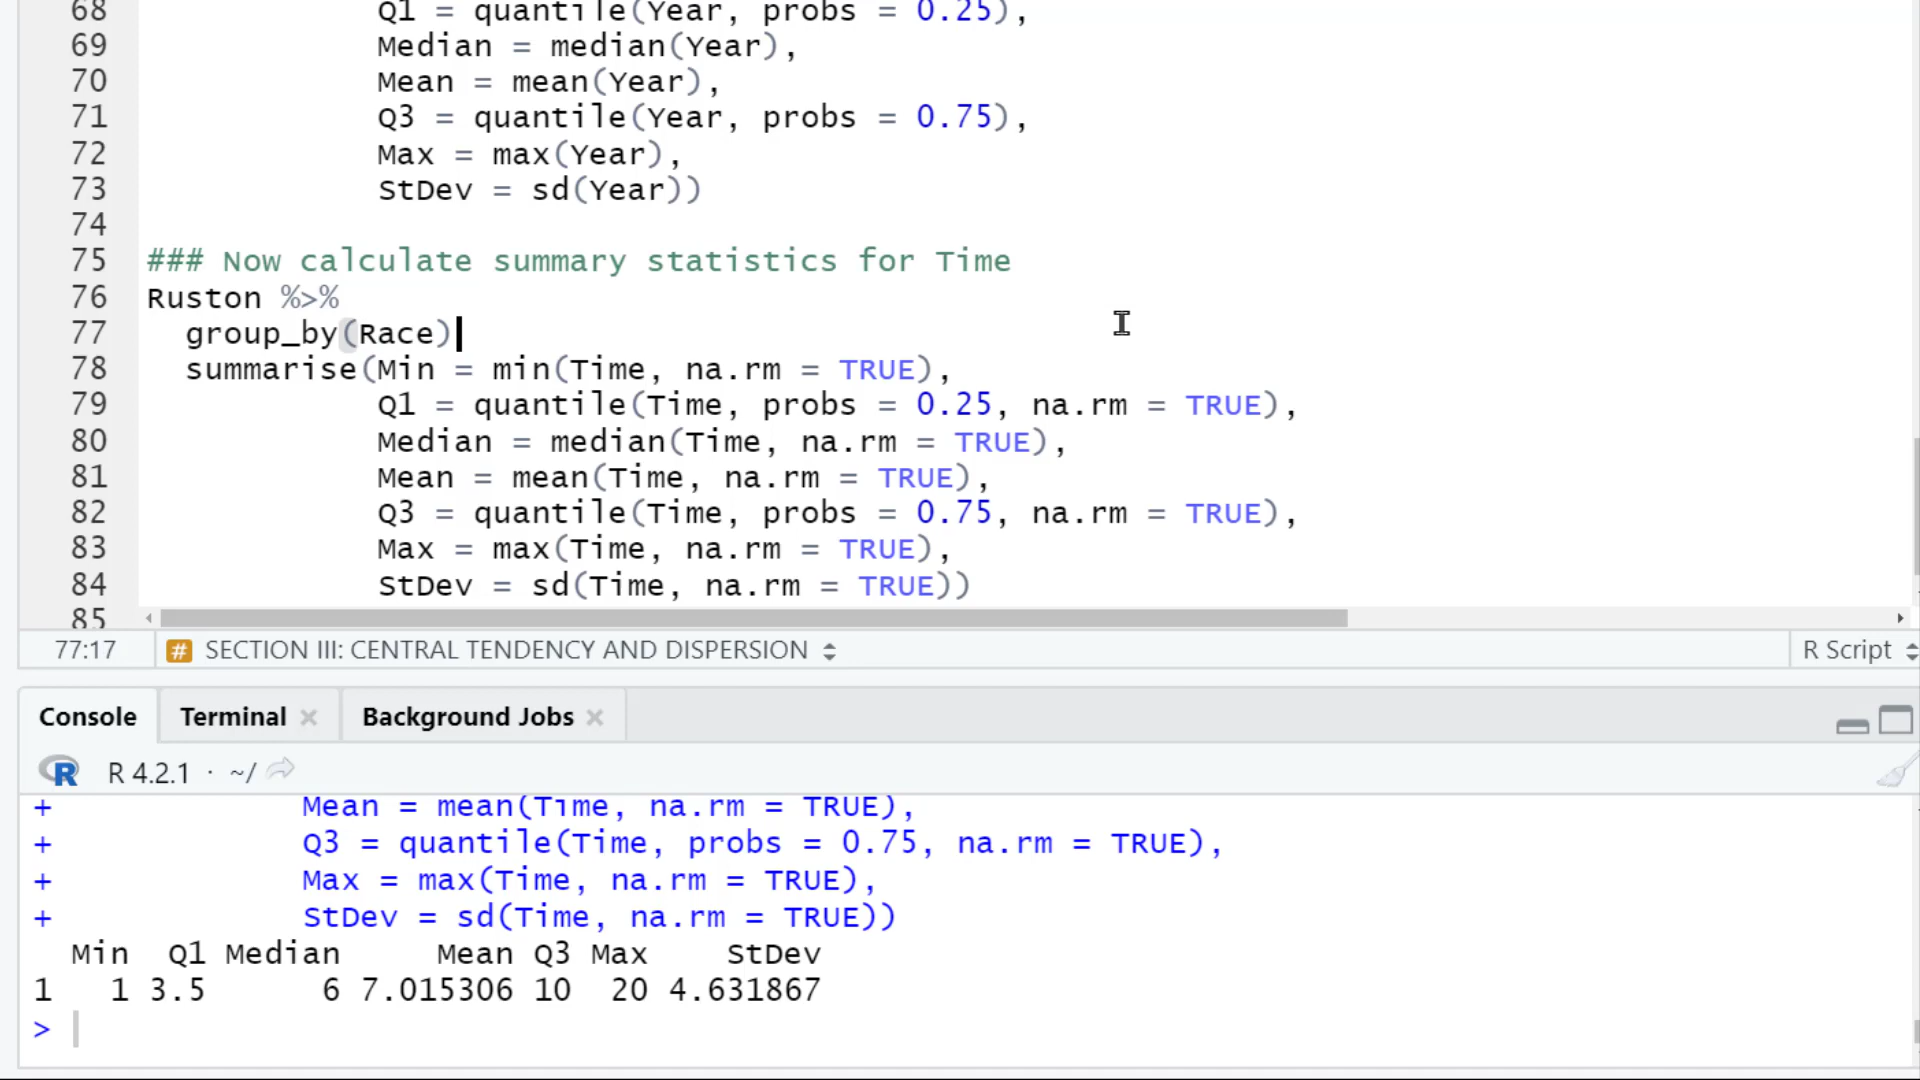 68 Q1 = quantile(Year, probs = 0.25),
69 Median = median(Year),
70 Mean = mean(Year),
71 Q3 = quantile(Year, probs = 0.75),
72 Max = max(Year),
73 StDev = sd(Year))
74
75 ### Now calculate summary statistics for Time
76 Ruston %>%
77 group_by(Race)
78 summarise(Min = min(Time, na.rm = TRUE),
79 Q1 = quantile(Time, probs = 0.25, na.rm = TRUE),
80 Median = median(Time, na.rm = TRUE),
81 Mean = mean(Time, na.rm = TRUE),
82 Q3 = quantile(Time, probs = 0.75, na.rm = TRUE),
83 Max = max(Time, na.rm = TRUE),
84 StDev = sd(Time, na.rm = TRUE))
85
77:17 # SECTION III: CENTRAL TENDENCY AND DISPERSION R Script
Console Terminal Background Jobs
R R 4.2.1 · ~/
+ Mean = mean(Time, na.rm = TRUE),
+ Q3 = quantile(Time, probs = 0.75, na.rm = TRUE),
+ Max = max(Time, na.rm = TRUE),
+ StDev = sd(Time, na.rm = TRUE))
Min Q1 Median Mean Q3 Max StDev
1 1 3.5 6 7.015306 10 20 4.631867
>